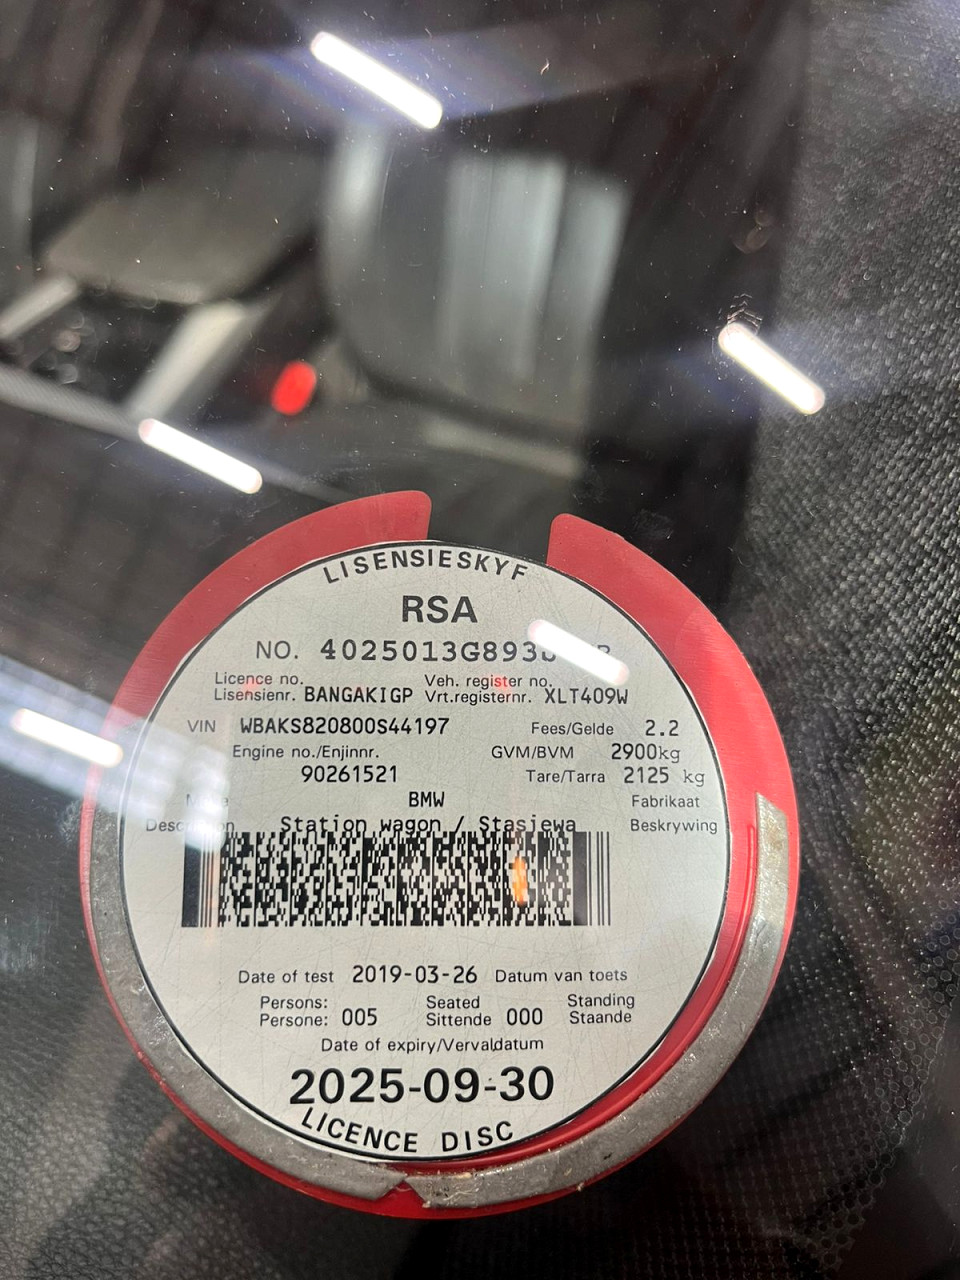 LISENSIESKYF
RSA
NO.
Licence no. Veh. register no.
Lisensienr. BANGAKIGP Vrt.registernr. XLT409W
VIN WBAKS820800S44197 Fees/Gelde 2.2
Engine no./Enjinnr. GVM/BVM 2900kg
90261521 Tare/Tarra 2125 kg
BMW Fabrikaat
Station wagon / Stasiewa Beskrywing
Date of test 2019-03-26 Datum van toets
Persons: Seated Standing
Persone: 005 Sittende 000 Staande
Date of expiry/Vervaldatum
2025-09-30
LICENCE DISC